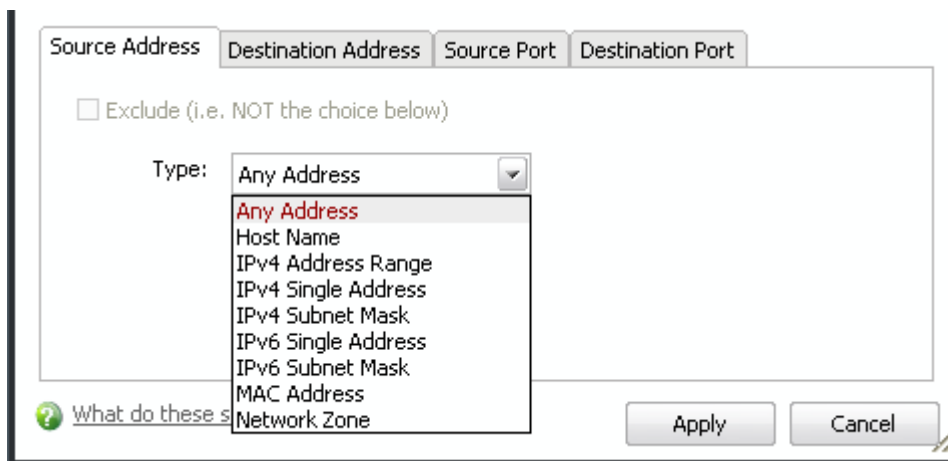 Source Address Destination Address Source Port Destination Port
Exclude (i.e. NOT the choice below)
Type: Any Address
Any Address
Host Name
IPv4 Address Range
IPv4 Single Address
IPv4 Subnet Mask
IPv6 Single Address
IPv6 Subnet Mask
MAC Address
Network Zone
What do these s
Apply Cancel